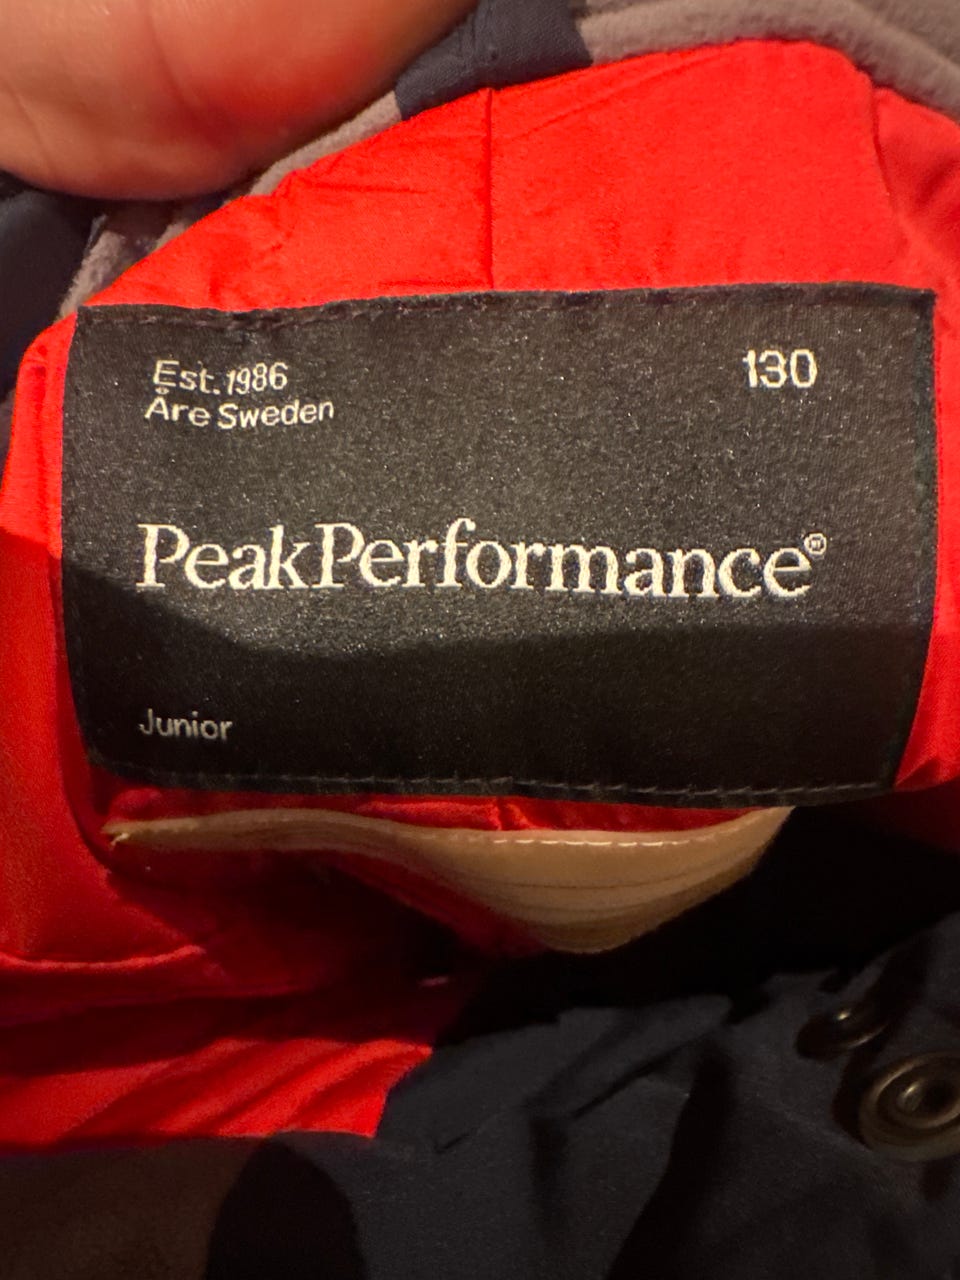 Est. 1986
Åre Sweden
130
PeakPerformance®
Junior